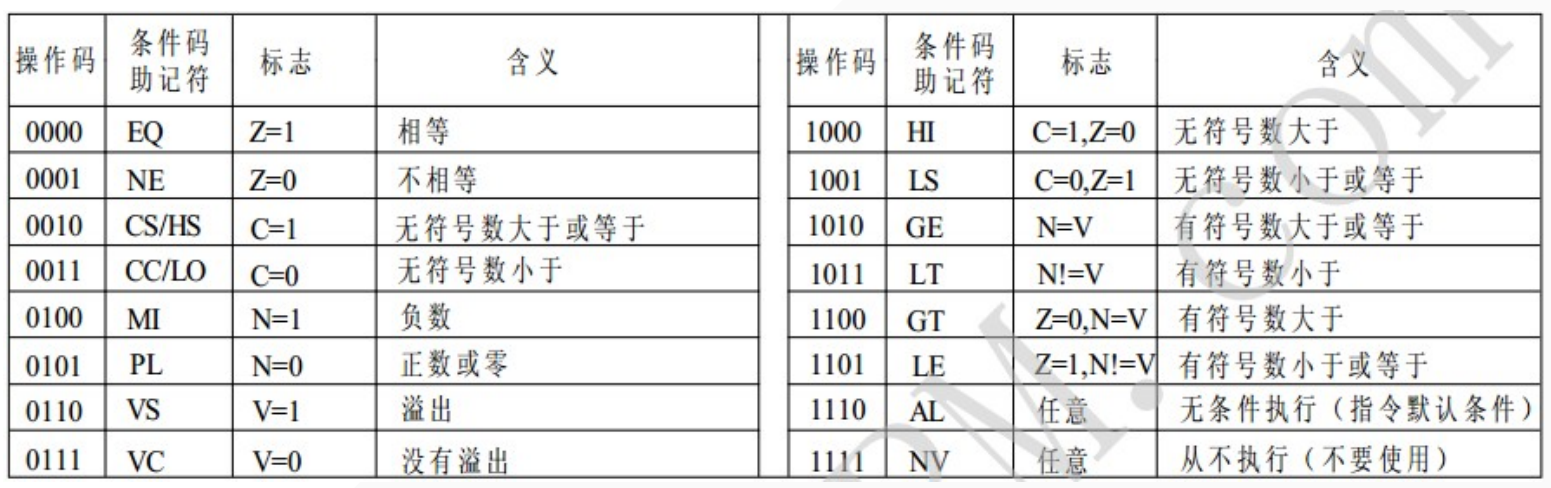 操作码 条件码助记符 标志 含义 操作码 条件码助记符 标志 含义
0000 EQ Z=1 相等 1000 HI C=1,Z=0 无符号数大于
0001 NE Z=0 不相等 1001 LS C=0,Z=1 无符号数小于或等于
0010 CS/HS C=1 无符号数大于或等于 1010 GE N=V 有符号数大于或等于
0011 CC/LO C=0 无符号数小于 1011 LT N!=V 有符号数小于
0100 MI N=1 负数 1100 GT Z=0,N=V 有符号数大于
0101 PL N=0 正数或零 1101 LE Z=1,N!=V 有符号数小于或等于
0110 VS V=1 溢出 1110 AL 任意 无条件执行（指令默认条件）
0111 VC V=0 没有溢出 1111 NV 任意 从不执行（不要使用）